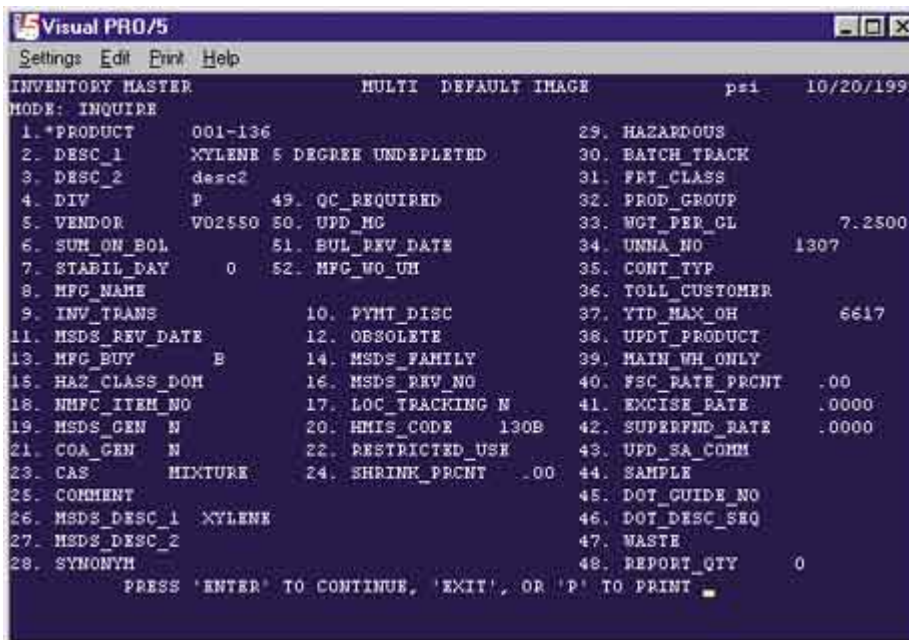 Visual PRO/5
Settings Edit Print Help
INVENTORY MASTER MULTI DEFAULT IMAGE psi 10/20/199
MODE: INQUIRE
1.*PRODUCT 001-136 29. HAZARDOUS
2. DESC_1 XYLENE 5 DEGREE UNDEPLETED 30. BATCH_TRACK
3. DESC_2 desc2 31. FRT_CLASS
4. DIV P 49. QC_REQUIRED 32. PROD_GROUP
5. VENDOR V02550 50. UPD_MG 33. WGT_PER_GL 7.2500
6. SUM_ON_BOL 51. BUL_REV_DATE 34. UNNA_NO 1307
7. STABIL_DAY 0 52. MFG_WO_UM 35. CONT_TYP
8. MFG_NAME 36. TOLL_CUSTOMER
9. INV_TRANS 10. PYMT_DISC 37. YTD_MAX_OH 6617
11. MSDS_REV_DATE 12. OBSOLETE 38. UPDT_PRODUCT
13. MFG_BUY B 14. MSDS_FAMILY 39. MAIN_WH_ONLY
15. HAZ_CLASS_DOM 16. MSDS_REV_NO 40. FSC_RATE_PRCNT .00
18. NMFC_ITEM_NO 17. LOC_TRACKING N 41. EXCISE_RATE .0000
19. MSDS_GEN N 20. HMIS_CODE 130B 42. SUPERFND_RATE .0000
21. COA_GEN N 22. RESTRICTED_USE 43. UPD_SA_COMM
23. CAS MIXTURE 24. SHRINK_PRCNT .00 44. SAMPLE
25. COMMENT 45. DOT_GUIDE_NO
26. MSDS_DESC_1 XYLENE 46. DOT_DESC_SEQ
27. MSDS_DESC_2 47. WASTE
28. SYNONYM 48. REPORT_QTY 0
PRESS 'ENTER' TO CONTINUE, 'EXIT', OR 'P' TO PRINT